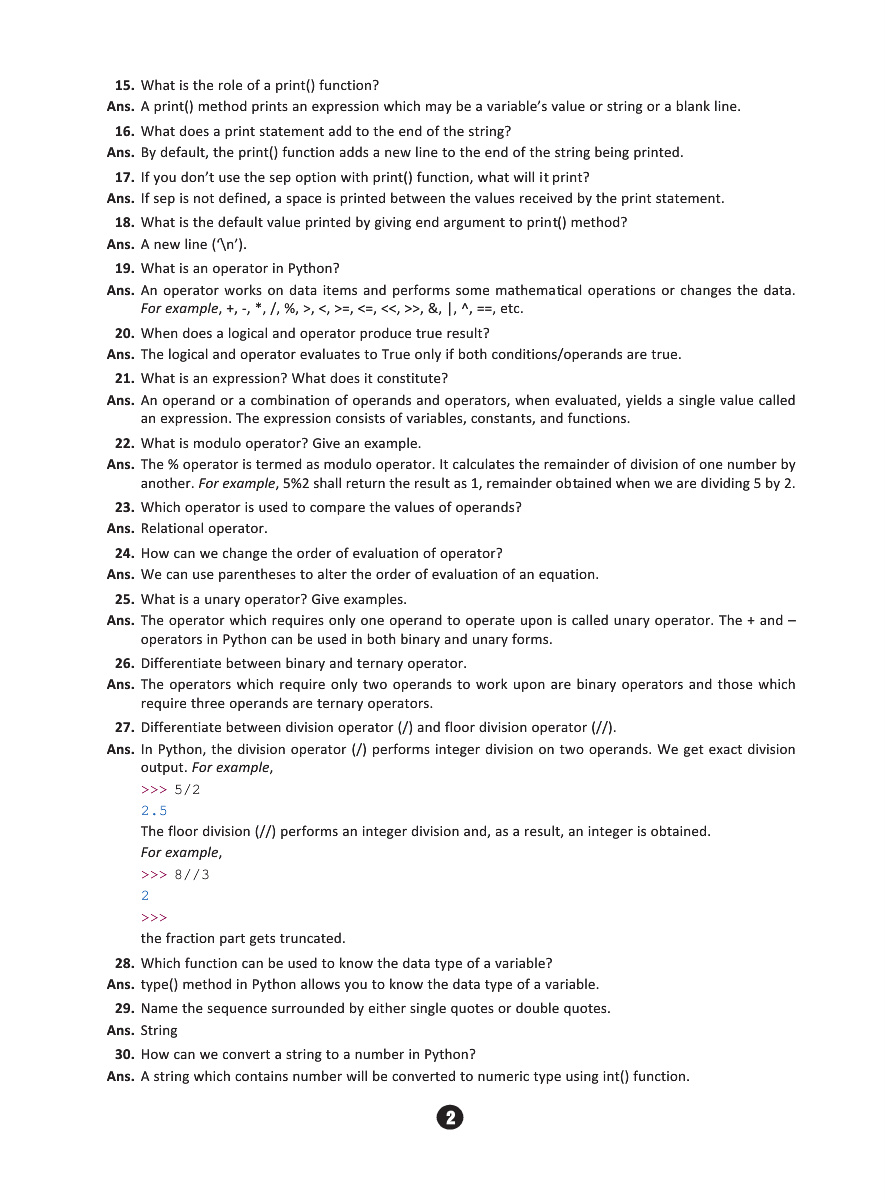 15. What is the role of a print() function?
Ans. A print() method prints an expression which may be a variable’s value or string or a blank line.
16. What does a print statement add to the end of the string?
Ans. By default, the print() function adds a new line to the end of the string being printed.
17. If you don’t use the sep option with print() function, what will it print?
Ans. If sep is not defined, a space is printed between the values received by the print statement.
18. What is the default value printed by giving end argument to print() method?
Ans. A new line (‘\n’).
19. What is an operator in Python?
Ans. An operator works on data items and performs some mathematical operations or changes the data.
For example, +, -, *, /, %, >, <, >=, <=, <<, >>, &, |, ^, ==, etc.
20. When does a logical and operator produce true result?
Ans. The logical and operator evaluates to True only if both conditions/operands are true.
21. What is an expression? What does it constitute?
Ans. An operand or a combination of operands and operators, when evaluated, yields a single value called
an expression. The expression consists of variables, constants, and functions.
22. What is modulo operator? Give an example.
Ans. The % operator is termed as modulo operator. It calculates the remainder of division of one number by
another. For example, 5%2 shall return the result as 1, remainder obtained when we are dividing 5 by 2.
23. Which operator is used to compare the values of operands?
Ans. Relational operator.
24. How can we change the order of evaluation of operator?
Ans. We can use parentheses to alter the order of evaluation of an equation.
25. What is a unary operator? Give examples.
Ans. The operator which requires only one operand to operate upon is called unary operator. The + and –
operators in Python can be used in both binary and unary forms.
26. Differentiate between binary and ternary operator.
Ans. The operators which require only two operands to work upon are binary operators and those which
require three operands are ternary operators.
27. Differentiate between division operator (/) and floor division operator (//).
Ans. In Python, the division operator (/) performs integer division on two operands. We get exact division
output. For example,
>>> 5/2
2.5
The floor division (//) performs an integer division and, as a result, an integer is obtained.
For example,
>>> 8//3
2
>>>
the fraction part gets truncated.
28. Which function can be used to know the data type of a variable?
Ans. type() method in Python allows you to know the data type of a variable.
29. Name the sequence surrounded by either single quotes or double quotes.
Ans. String
30. How can we convert a string to a number in Python?
Ans. A string which contains number will be converted to numeric type using int() function.
2